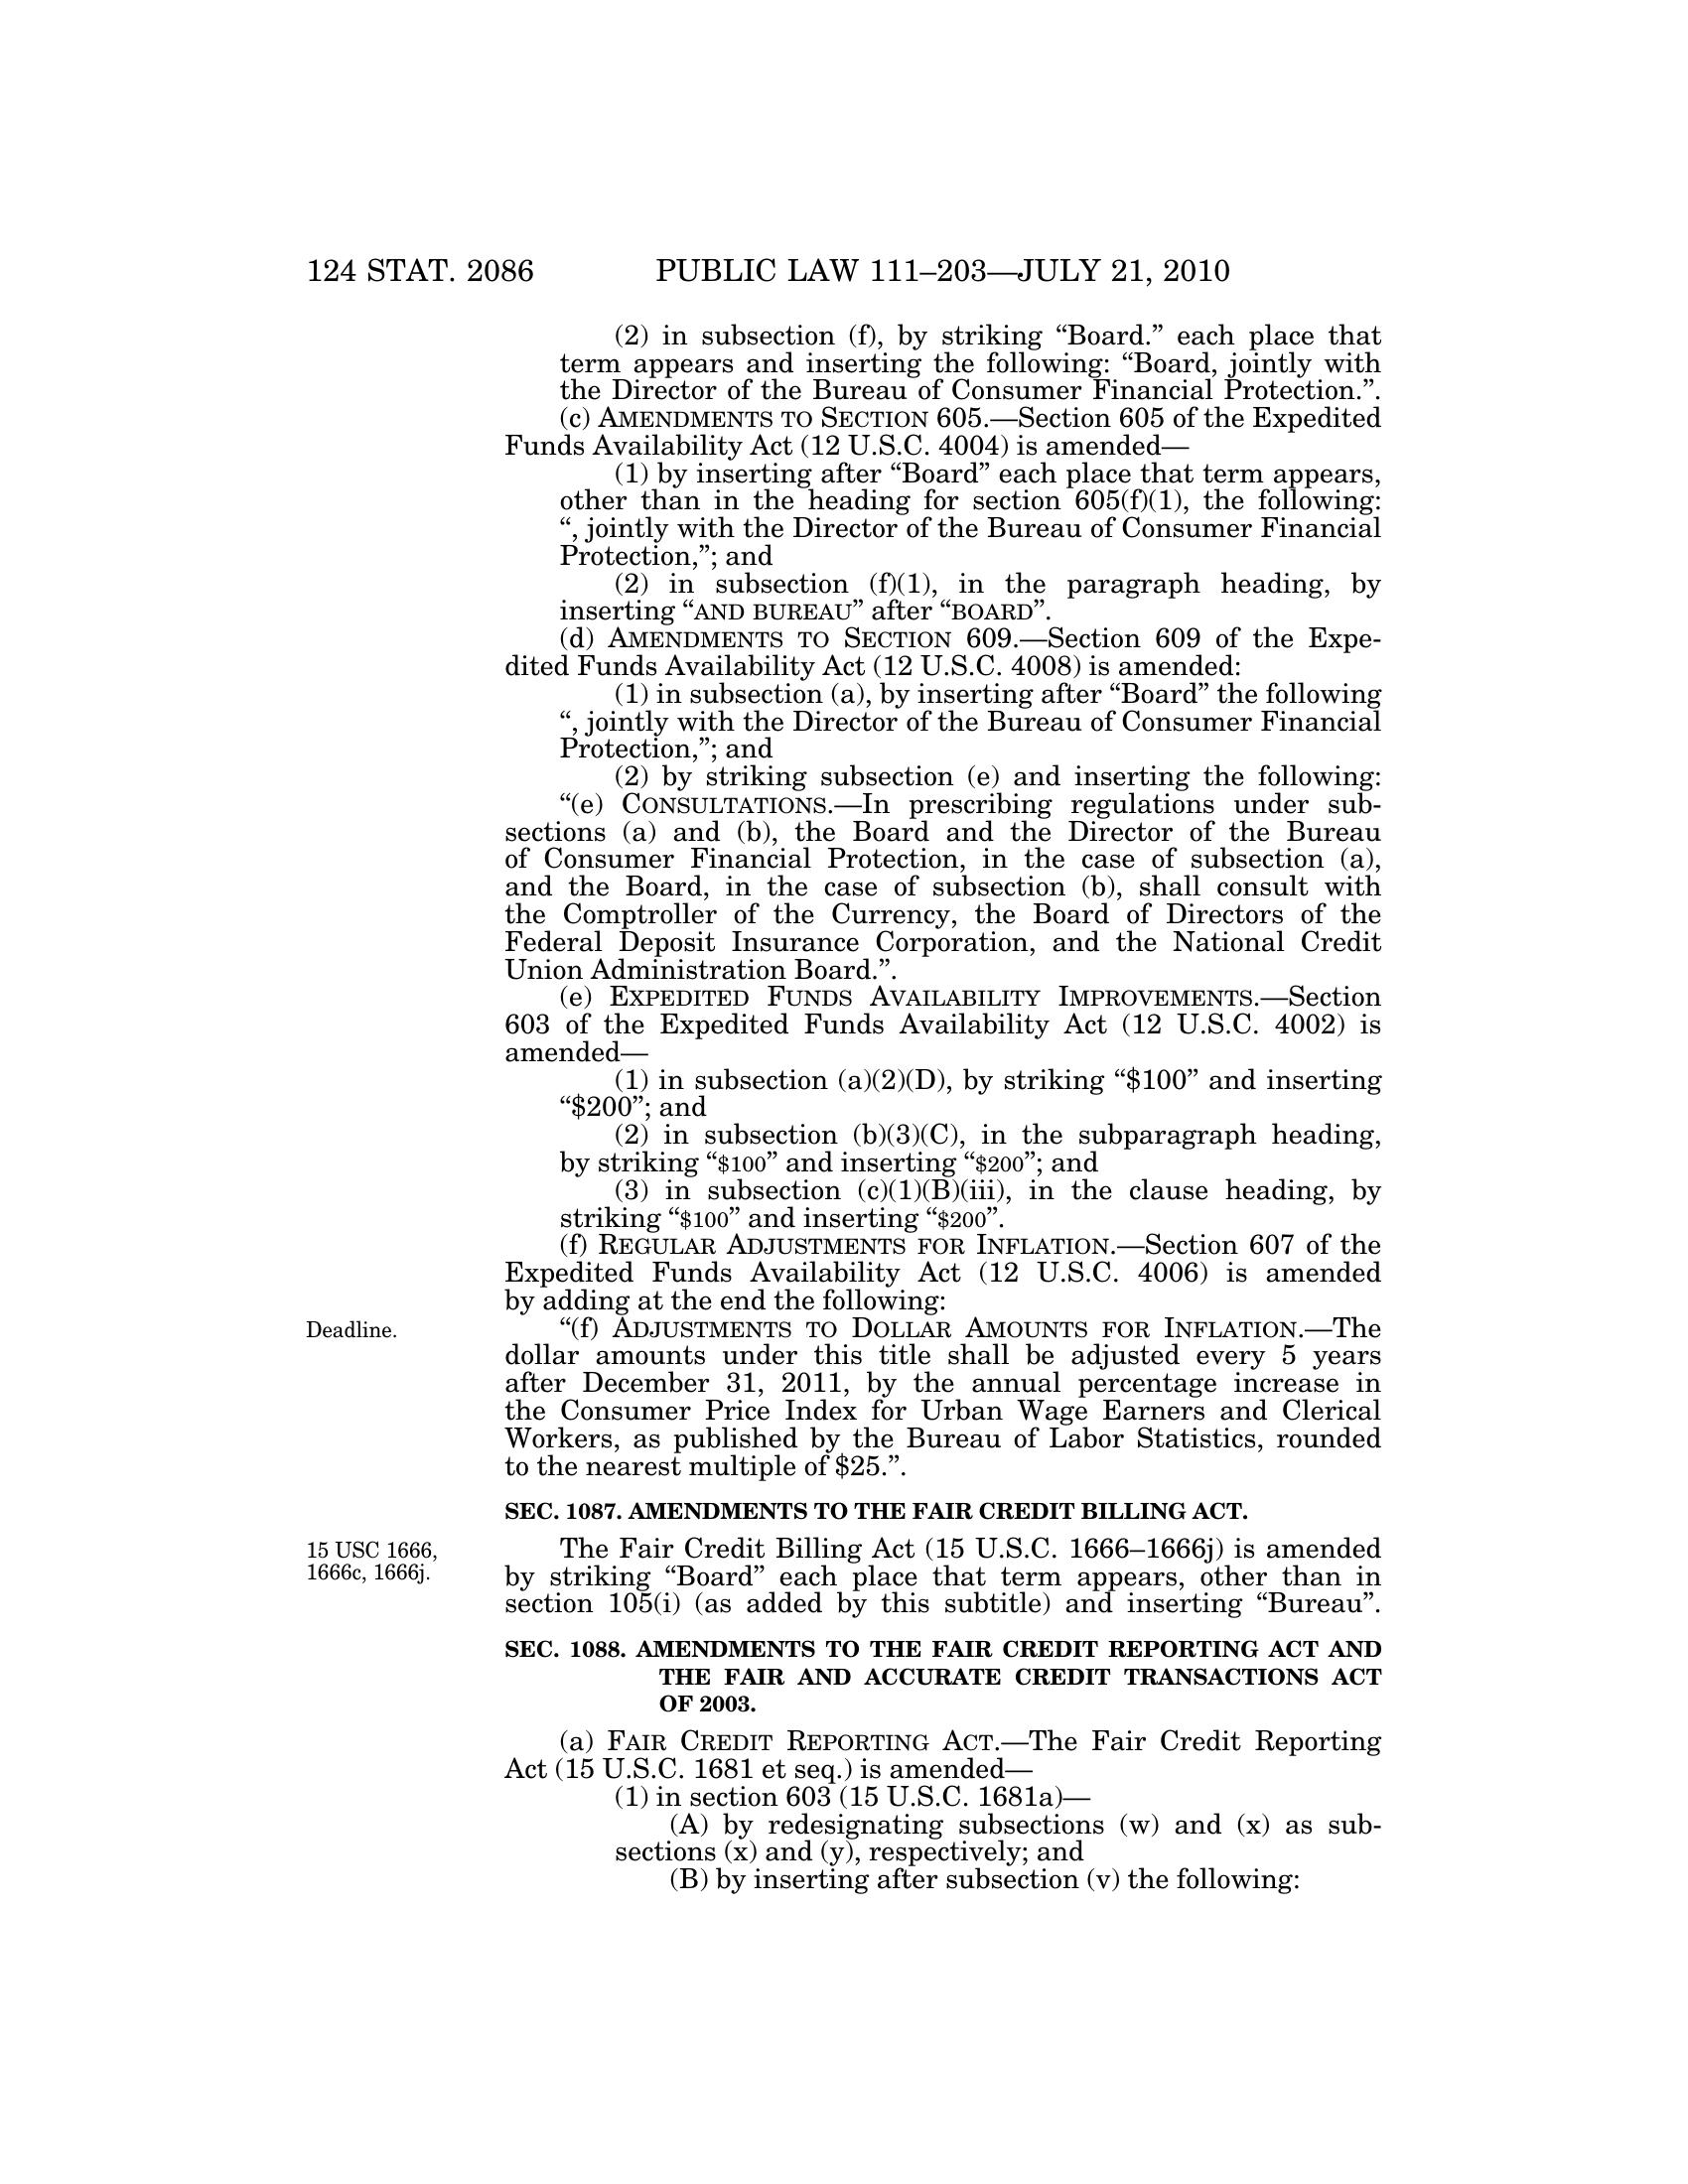 124 STAT. 2086 PUBLIC LAW 111–203—JULY 21, 2010
(2) in subsection (f), by striking “Board.” each place that
term appears and inserting the following: “Board, jointly with
the Director of the Bureau of Consumer Financial Protection.”.
(c) AMENDMENTS TO SECTION 605.—Section 605 of the Expedited
Funds Availability Act (12 U.S.C. 4004) is amended—
(1) by inserting after “Board” each place that term appears,
other than in the heading for section 605(f)(1), the following:
“, jointly with the Director of the Bureau of Consumer Financial
Protection,”; and
(2) in subsection (f)(1), in the paragraph heading, by
inserting “AND BUREAU” after “BOARD”.
(d) AMENDMENTS TO SECTION 609.—Section 609 of the Expe-
dited Funds Availability Act (12 U.S.C. 4008) is amended:
(1) in subsection (a), by inserting after “Board” the following
“, jointly with the Director of the Bureau of Consumer Financial
Protection,”; and
(2) by striking subsection (e) and inserting the following:
“(e) CONSULTATIONS.—In prescribing regulations under sub-
sections (a) and (b), the Board and the Director of the Bureau
of Consumer Financial Protection, in the case of subsection (a),
and the Board, in the case of subsection (b), shall consult with
the Comptroller of the Currency, the Board of Directors of the
Federal Deposit Insurance Corporation, and the National Credit
Union Administration Board.”.
(e) EXPEDITED FUNDS AVAILABILITY IMPROVEMENTS.—Section
603 of the Expedited Funds Availability Act (12 U.S.C. 4002) is
amended—
(1) in subsection (a)(2)(D), by striking “$100” and inserting
“$200”; and
(2) in subsection (b)(3)(C), in the subparagraph heading,
by striking “$100” and inserting “$200”; and
(3) in subsection (c)(1)(B)(iii), in the clause heading, by
striking “$100” and inserting “$200”.
(f) REGULAR ADJUSTMENTS FOR INFLATION.—Section 607 of the
Expedited Funds Availability Act (12 U.S.C. 4006) is amended
by adding at the end the following:
Deadline.
“(f) ADJUSTMENTS TO DOLLAR AMOUNTS FOR INFLATION.—The
dollar amounts under this title shall be adjusted every 5 years
after December 31, 2011, by the annual percentage increase in
the Consumer Price Index for Urban Wage Earners and Clerical
Workers, as published by the Bureau of Labor Statistics, rounded
to the nearest multiple of $25.”.
SEC. 1087. AMENDMENTS TO THE FAIR CREDIT BILLING ACT.
15 USC 1666,
1666c, 1666j.
The Fair Credit Billing Act (15 U.S.C. 1666–1666j) is amended
by striking “Board” each place that term appears, other than in
section 105(i) (as added by this subtitle) and inserting “Bureau”.
SEC. 1088. AMENDMENTS TO THE FAIR CREDIT REPORTING ACT AND
THE FAIR AND ACCURATE CREDIT TRANSACTIONS ACT
OF 2003.
(a) FAIR CREDIT REPORTING ACT.—The Fair Credit Reporting
Act (15 U.S.C. 1681 et seq.) is amended—
(1) in section 603 (15 U.S.C. 1681a)—
(A) by redesignating subsections (w) and (x) as sub-
sections (x) and (y), respectively; and
(B) by inserting after subsection (v) the following: